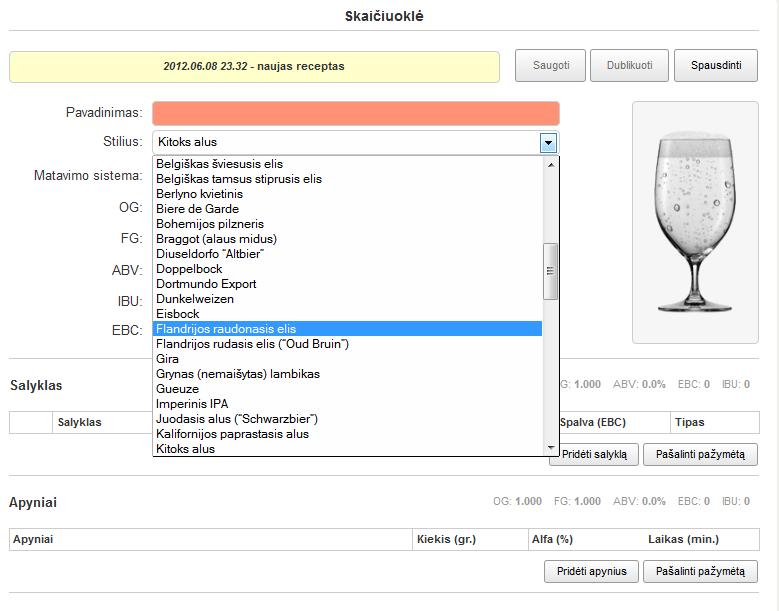 Skaičiuoklė
2012.06.08 23.32 - naujas receptas
Saugoti
Dublikuoti
Spausdinti
Pavadinimas:
Stilius: Kitoks alus
Matavimo sistema:
OG:
FG:
ABV:
IBU:
EBC:
Belgiškas šviesusis elis
Belgiškas tamsus stiprusis elis
Berlyno kvietinis
Biere de Garde
Bohemijos pilzneris
Braggot (alaus midus)
Diuseldorfo "Altbier"
Doppelbock
Dortmundo Export
Dunkelweizen
Eisbock
Flandrijos raudonasis elis
Flandrijos rudasis elis ("Oud Bruin")
Gira
Grynas (nemaišytas) lambikas
Gueuze
Imperinis IPA
Juodasis alus ("Schwarzbier")
Kalifornijos paprastasis alus
Kitoks alus
Salyklas
G: 1.000 ABV: 0.0% EBC: 0 IBU: 0
Salyklas Spalva (EBC) Tipas
Pridėti salyklą Pašalinti pažymėtą
Apyniai OG: 1.000 FG: 1.000 ABV: 0.0% EBC: 0 IBU: 0
Apyniai Kiekis (gr.) Alfa (%) Laikas (min.)
Pridėti apynius Pašalinti pažymėtą